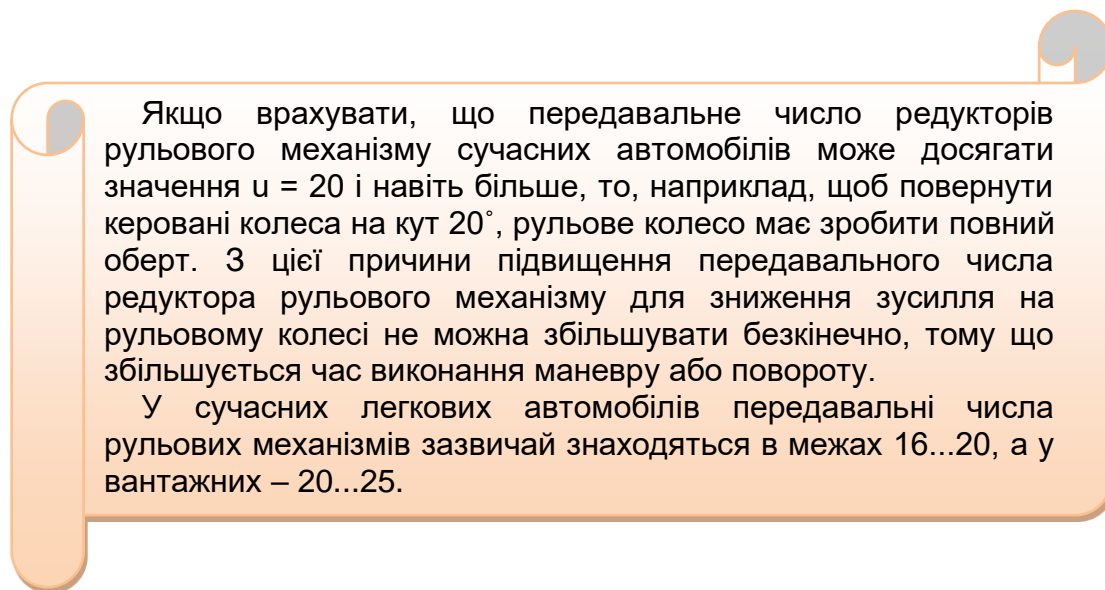 Якщо врахувати, що передавальне число редукторів
рульового механізму сучасних автомобілів може досягати
значення u = 20 і навіть більше, то, наприклад, щоб повернути
керовані колеса на кут 20˚, рульове колесо має зробити повний
оберт. З цієї причини підвищення передавального числа
редуктора рульового механізму для зниження зусилля на
рульовому колесі не можна збільшувати безкінечно, тому що
збільшується час виконання маневру або повороту.
У сучасних легкових автомобілів передавальні числа
рульових механізмів зазвичай знаходяться в межах 16...20, а у
вантажних – 20...25.